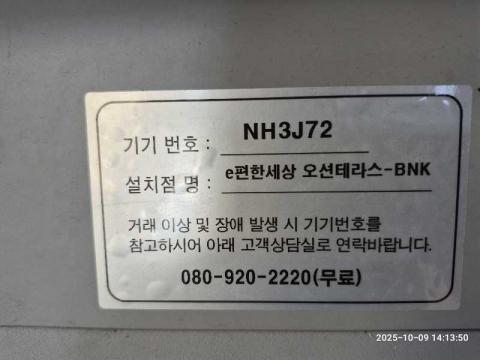 기기 번호 : NH3J72
설치점 명 : e편한세상 오션테라스-BNK
거래 이상 및 장애 발생 시 기기번호를
참고하시어 아래 고객상담실로 연락바랍니다.
080-920-2220(무료)
2025-10-09 14:13:50